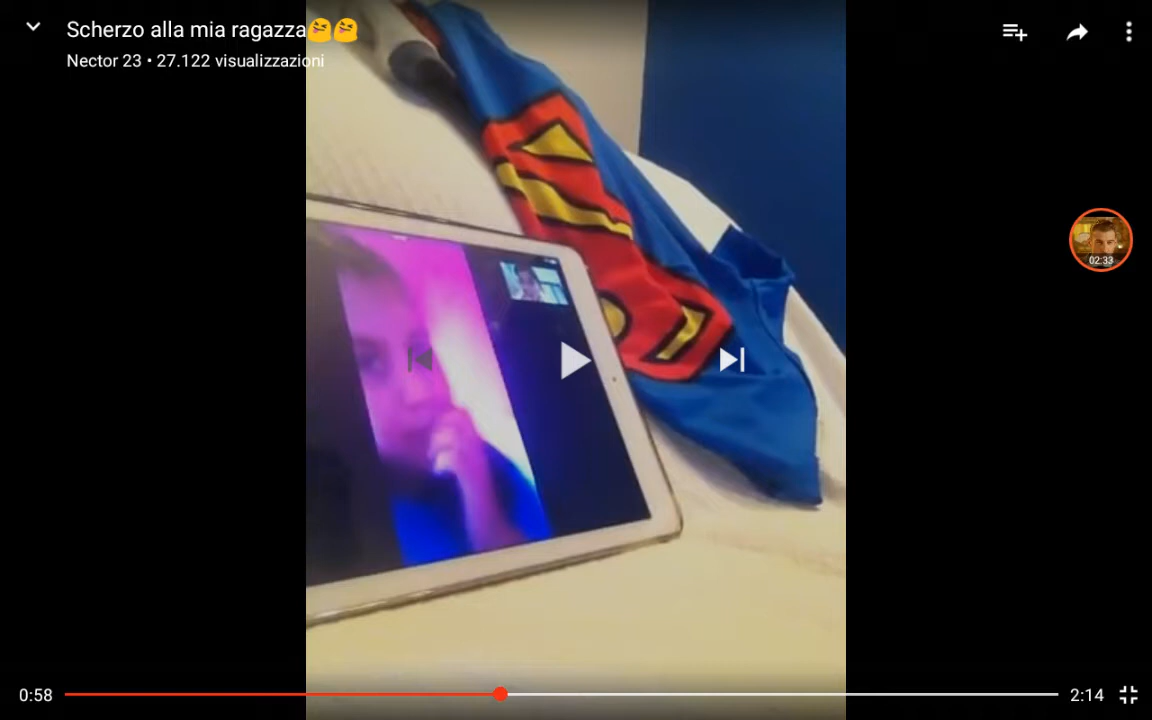 Scherzo alla mia ragazza😝😝
Nector 23 • 27.122 visualizzazioni
02:33
0:58
2:14